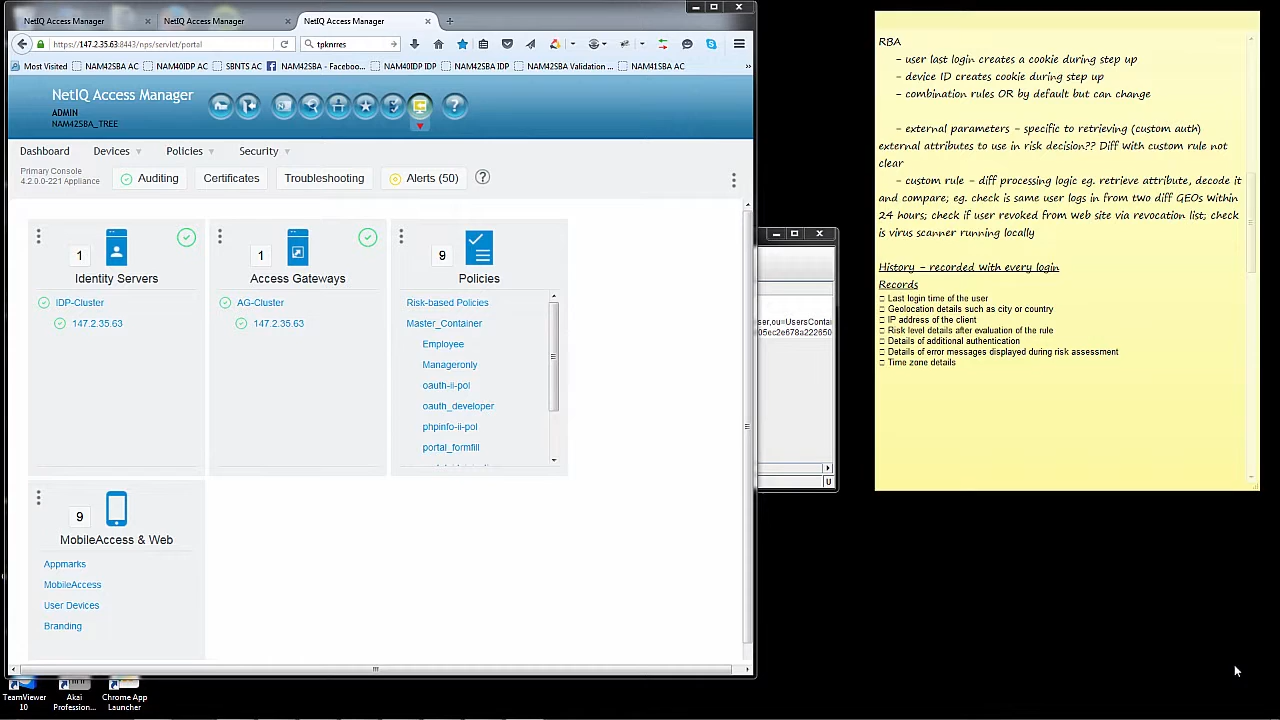 NetIQ Access Manager
NetIQ Access Manager
NetIQ Access Manager
https://147.2.35.63:8443/nps/servlet/portal
tpknrres
Most Visited
NAM42SBA AC
NAM40IDP AC
SBNTS AC
NAM42SBA - Faceboo...
NAM40IDP IDP
NAM42SBA IDP
NAM42SBA Validation ...
NAM41SBA AC
NetIQ Access Manager
ADMIN
NAM42SBA_TREE
Dashboard
Devices
Policies
Security
Primary Console
4.2.0.0-221 Appliance
Auditing
Certificates
Troubleshooting
Alerts (50)
1
Identity Servers
IDP-Cluster
147.2.35.63
1
Access Gateways
AG-Cluster
147.2.35.63
9
Policies
Risk-based Policies
Master_Container
Employee
Manageronly
oauth-ii-pol
oauth_developer
phpinfo-ii-pol
portal_formfill
9
MobileAccess & Web
Appmarks
MobileAccess
User Devices
Branding
ser,ou=UsersContai
05ec2e678a222650
U
RBA
- user last login creates a cookie during step up
- device ID creates cookie during step up
- combination rules OR by default but can change
- external parameters - specific to retrieving (custom auth)
external attributes to use in risk decision?? Diff with custom rule not
clear
- custom rule - diff processing logic eg. retrieve attribute, decode it
and compare; eg. check is same user logs in from two diff GEOs within
24 hours; check if user revoked from web site via revocation list; check
is virus scanner running locally
History - recorded with every login
Records
□ Last login time of the user
□ Geolocation details such as city or country
□ IP address of the client
□ Risk level details after evaluation of the rule
□ Details of additional authentication
□ Details of error messages displayed during risk assessment
□ Time zone details
TeamViewer
10
Akai
Profession...
Chrome App
Launcher